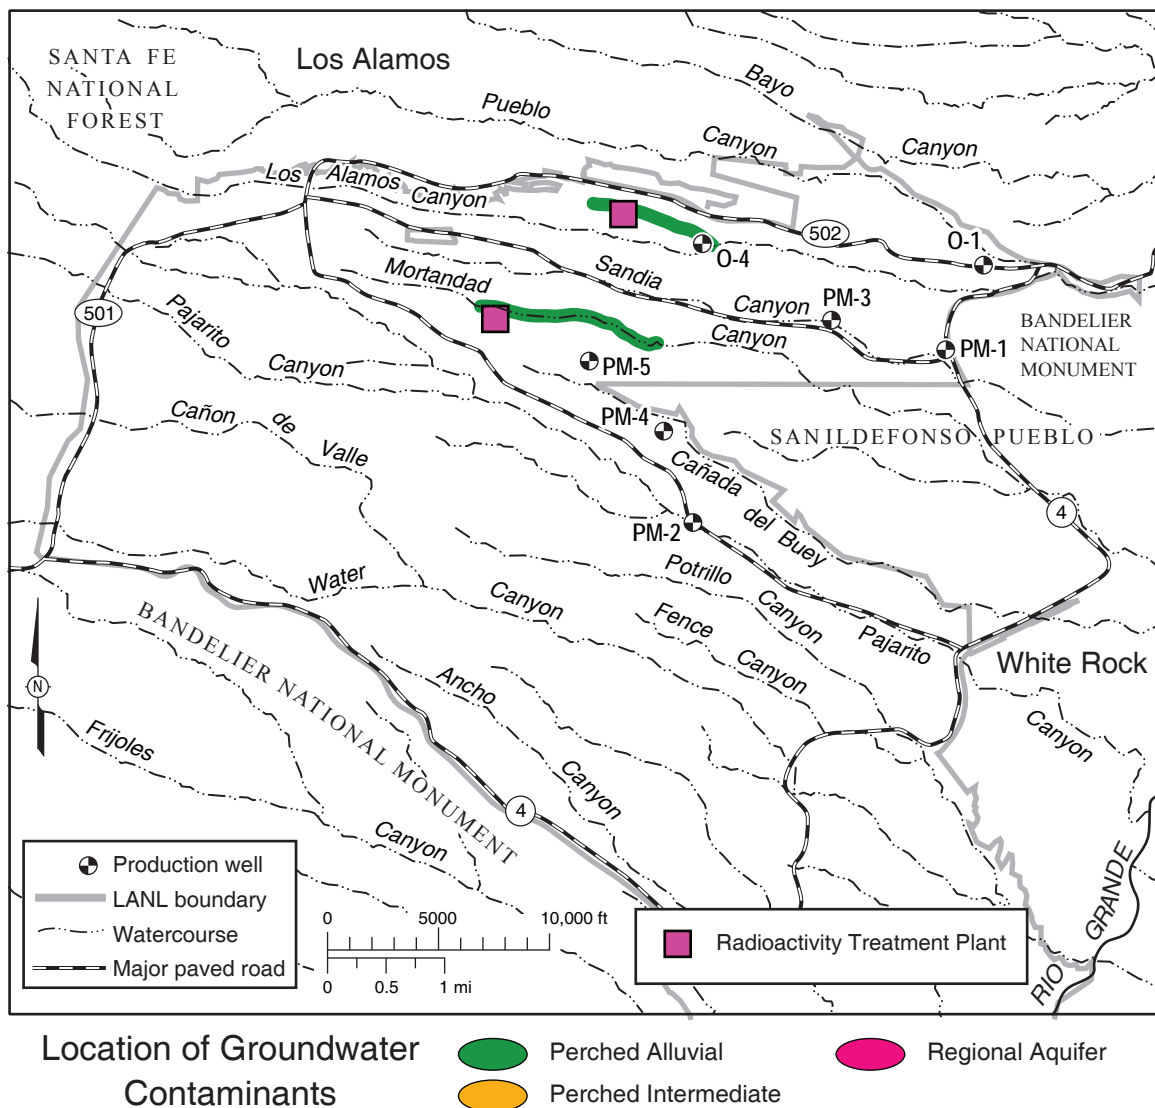 SANTA FE
NATIONAL
FOREST
Los Alamos
Bayo
Pueblo
Canyon
Canyon
Los Alamos
Canyon
502
O-1
O-4
Sandia
Mortandad
Canyon
PM-3
501
Pajarito
Canyon
PM-1
BANDELIER
NATIONAL
MONUMENT
PM-5
Canyon
Cañon
de
Valle
PM-4
SAN ILDEFONSO PUEBLO
Cañada
del Buey
4
PM-2
Water
Canyon
Potrillo
Canyon
Fence
Canyon
Pajarito
White Rock
Canyon
BANDELIER NATIONAL MONUMENT
N
Ancho
Canyon
Frijoles
Canyon
4
RIO GRANDE
Production well
LANL boundary
Watercourse
Major paved road
0 5000 10,000 ft
0 0.5 1 mi
Radioactivity Treatment Plant
Location of Groundwater
Contaminants
Perched Alluvial
Perched Intermediate
Regional Aquifer